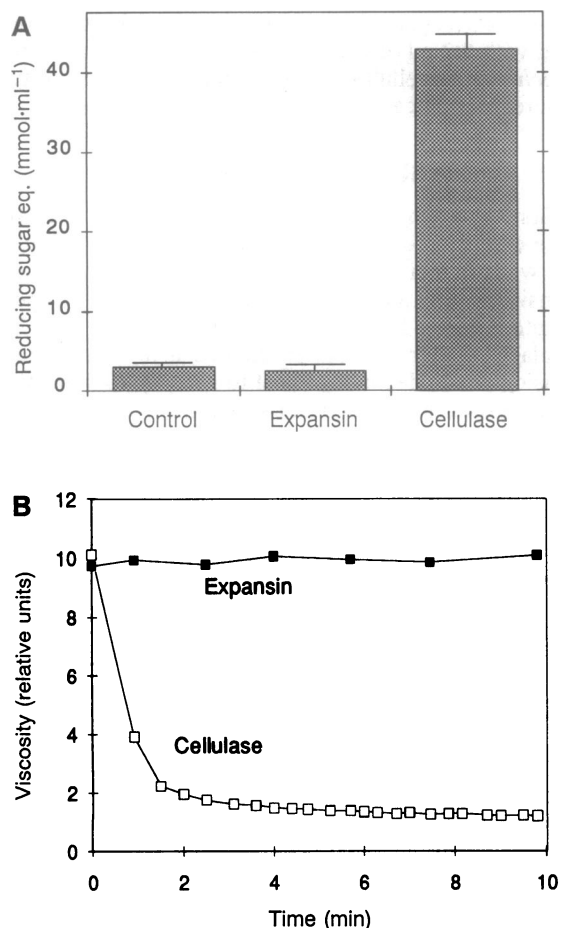 A
Reducing sugar eq. (mmol·ml⁻¹)
40
30
20
10
0
Control Expansin Cellulase
B
Viscosity (relative units)
12
10
8
6
4
2
0
Expansin
Cellulase
0 2 4 6 8 10
Time (min)